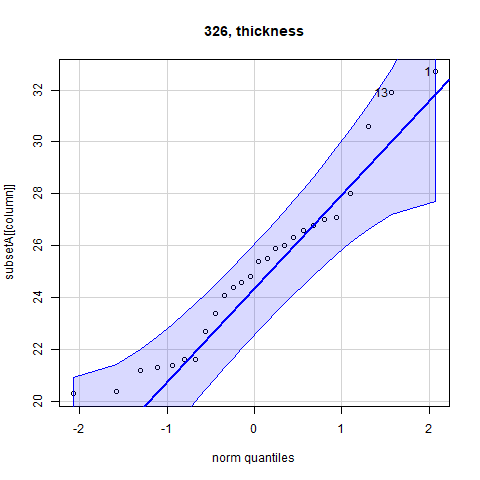 326, thickness
subsetA[[column]]
32
30
28
26
24
22
20
1
13
-2 -1 0 1 2
norm quantiles